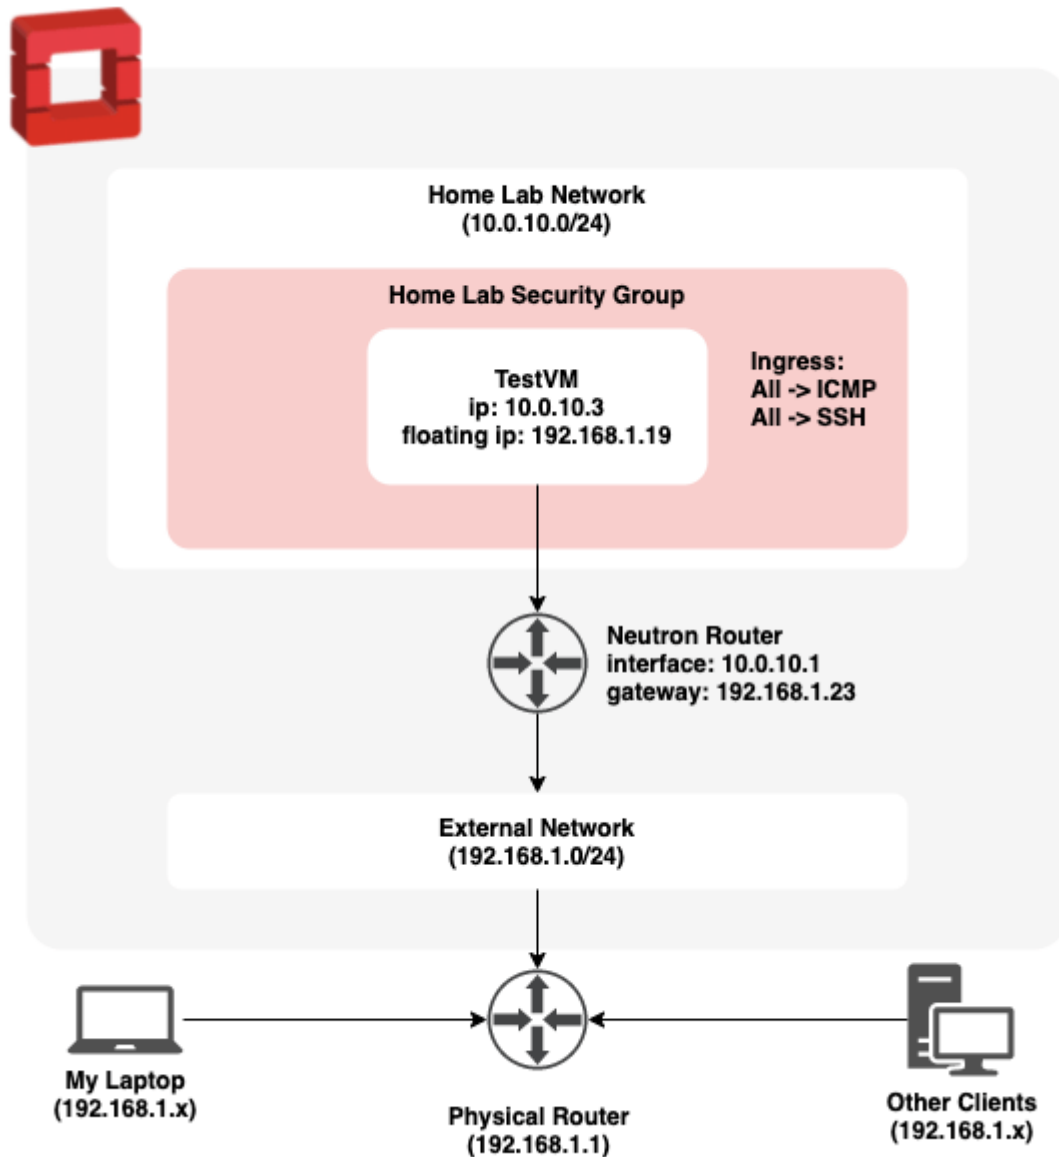 Home Lab Network
(10.0.10.0/24)
Home Lab Security Group
TestVM
ip: 10.0.10.3
floating ip: 192.168.1.19
Ingress:
All -> ICMP
All -> SSH
Neutron Router
interface: 10.0.10.1
gateway: 192.168.1.23
External Network
(192.168.1.0/24)
My Laptop
(192.168.1.x)
Physical Router
(192.168.1.1)
Other Clients
(192.168.1.x)